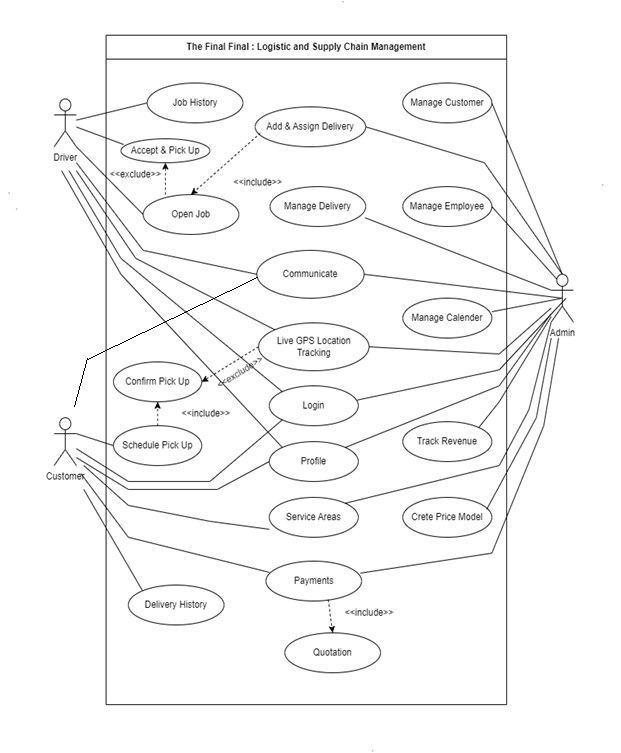 The Final Final : Logistic and Supply Chain Management
Job History
Manage Customer
Add & Assign Delivery
Driver
Accept & Pick Up
<<exclude>>
<<include>>
Open Job
Manage Delivery
Manage Employee
Communicate
Manage Calender
Admin
Live GPS Location
Tracking
<<exclude>>
Confirm Pick Up
<<include>>
Login
Customer
Schedule Pick Up
Track Revenue
Profile
Service Areas
Crete Price Model
Payments
Delivery History
<<include>>
Quotation